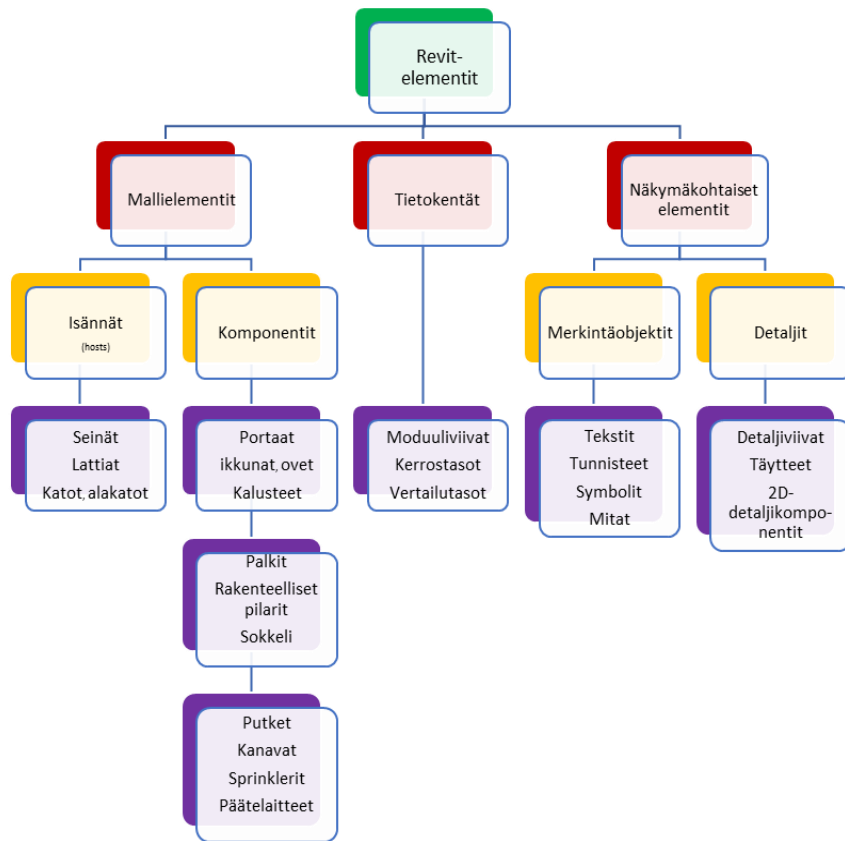 Revit-
elementit
Mallielementit
Tietokentät
Näkymäkohtaiset
elementit
Isännät
(hosts)
Komponentit
Merkintäobjektit
Detaljit
Seinät
Lattiat
Katot, alakatot
Portaat
ikkunat, ovet
Kalusteet
Moduuliviivat
Kerrostasot
Vertailutasot
Tekstit
Tunnisteet
Symbolit
Mitat
Detaljiviivat
Täytteet
2D-
detaljikompo-
nentit
Palkit
Rakenteelliset
pilarit
Sokkeli
Putket
Kanavat
Sprinklerit
Päätelaitteet